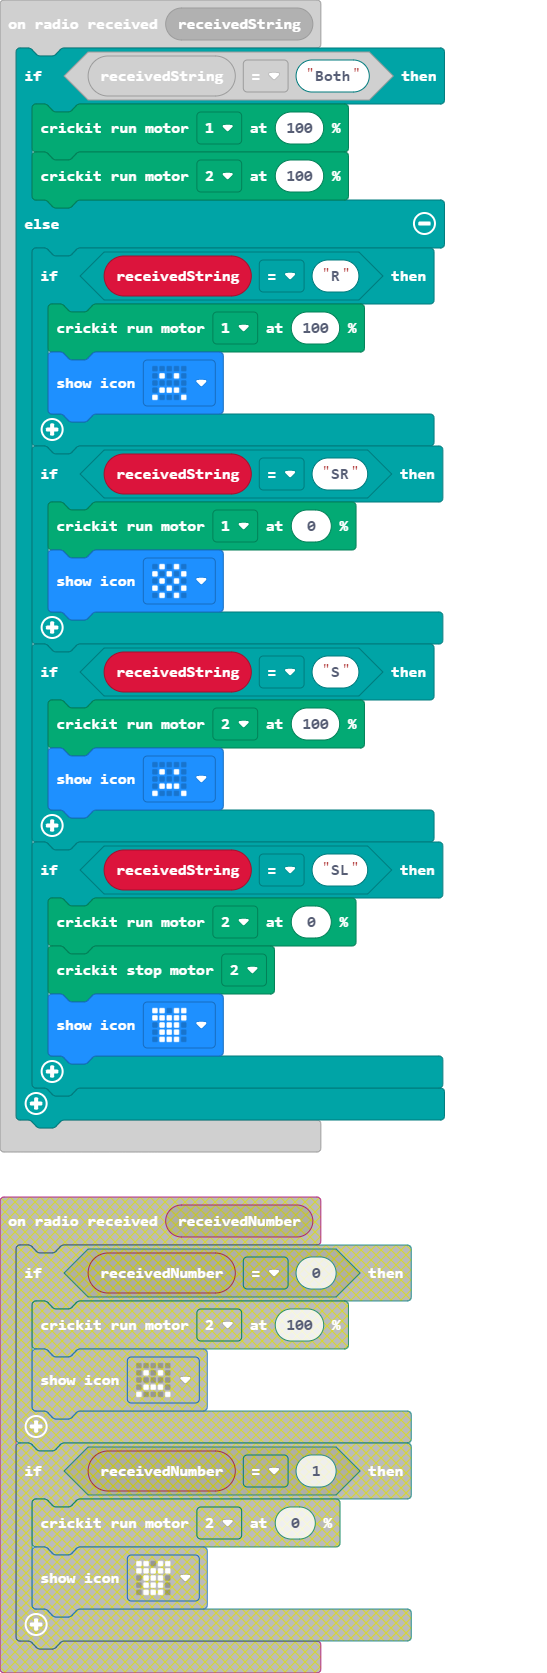 on radio received receivedString
if receivedString = "Both" then
crickit run motor 1 at 100 %
crickit run motor 2 at 100 %
else
if receivedString = "R" then
crickit run motor 1 at 100 %
show icon
if receivedString = "SR" then
crickit run motor 1 at 0 %
show icon
if receivedString = "S" then
crickit run motor 2 at 100 %
show icon
if receivedString = "SL" then
crickit run motor 2 at 0 %
crickit stop motor 2
show icon
on radio received receivedNumber
if receivedNumber = 0 then
crickit run motor 2 at 100 %
show icon
if receivedNumber = 1 then
crickit run motor 2 at 0 %
show icon